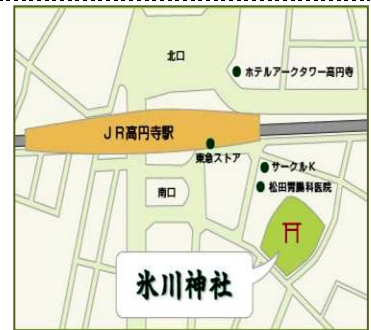 北口
ホテルアークタワー高円寺
JR高円寺駅
東急ストア
サークルK
南口
松田胃腸科医院
氷川神社